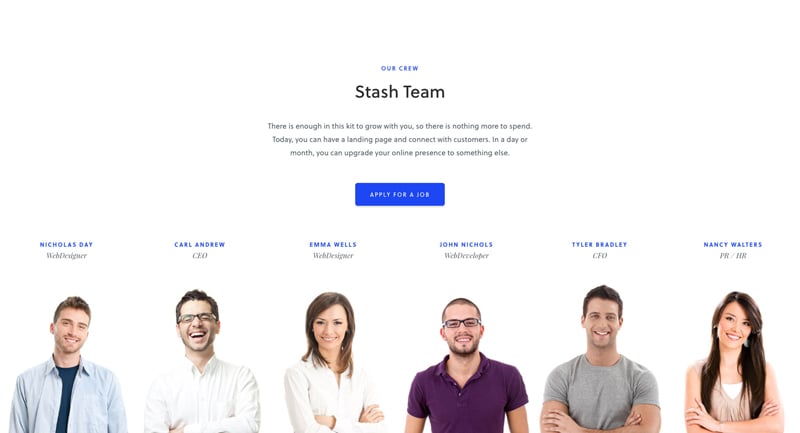 OUR CREW
Stash Team
There is enough in this kit to grow with you, so there is nothing more to spend.
Today, you can have a landing page and connect with customers. In a day or
month, you can upgrade your online presence to something else.
APPLY FOR A JOB
NICHOLAS DAY
WebDesigner
CARL ANDREW
CEO
EMMA WELLS
WebDesigner
JOHN NICHOLS
WebDeveloper
TYLER BRADLEY
CFO
NANCY WALTERS
PR / HR